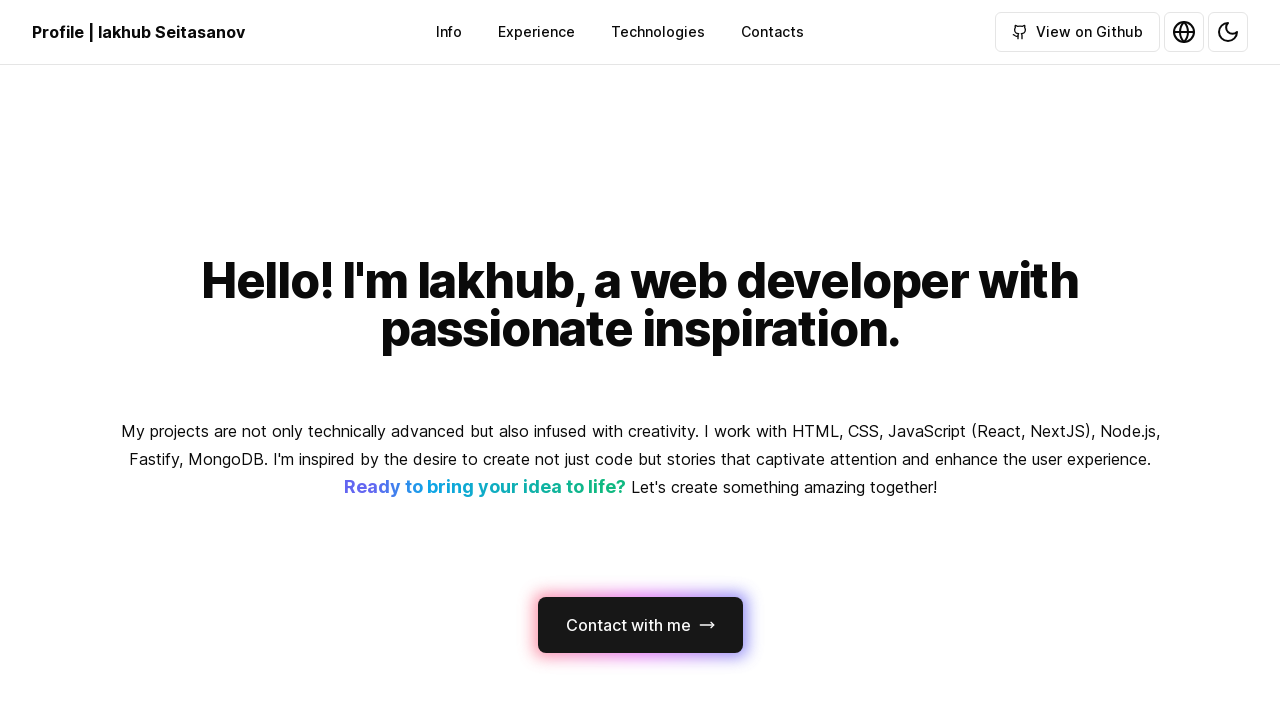 Profile | Iakhub Seitasanov
Info
Experience
Technologies
Contacts
View on Github
Hello! I'm Iakhub, a web developer with
passionate inspiration.
My projects are not only technically advanced but also infused with creativity. I work with HTML, CSS, JavaScript (React, NextJS), Node.js,
Fastify, MongoDB. I'm inspired by the desire to create not just code but stories that captivate attention and enhance the user experience.
Ready to bring your idea to life? Let's create something amazing together!
Contact with me →